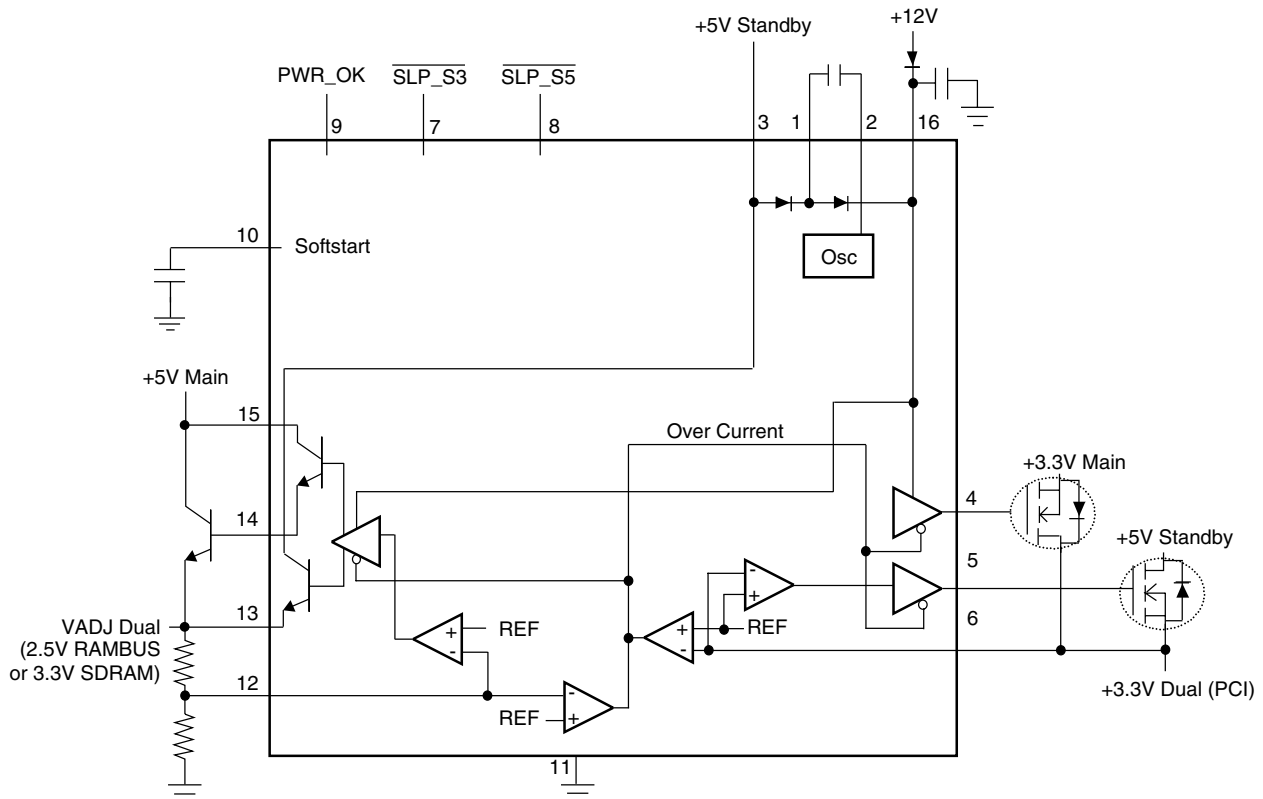 +12V
+5V Standby
PWR_OK
SLP_S3
SLP_S5
9
7
8
3
1
2
16
10
Softstart
Osc
+5V Main
15
Over Current
+3.3V Main
4
14
+5V Standby
5
-
+
13
6
VADJ Dual
(2.5V RAMBUS
or 3.3V SDRAM)
+
REF
-
+
REF
-
12
+3.3V Dual (PCI)
-
REF
+
11